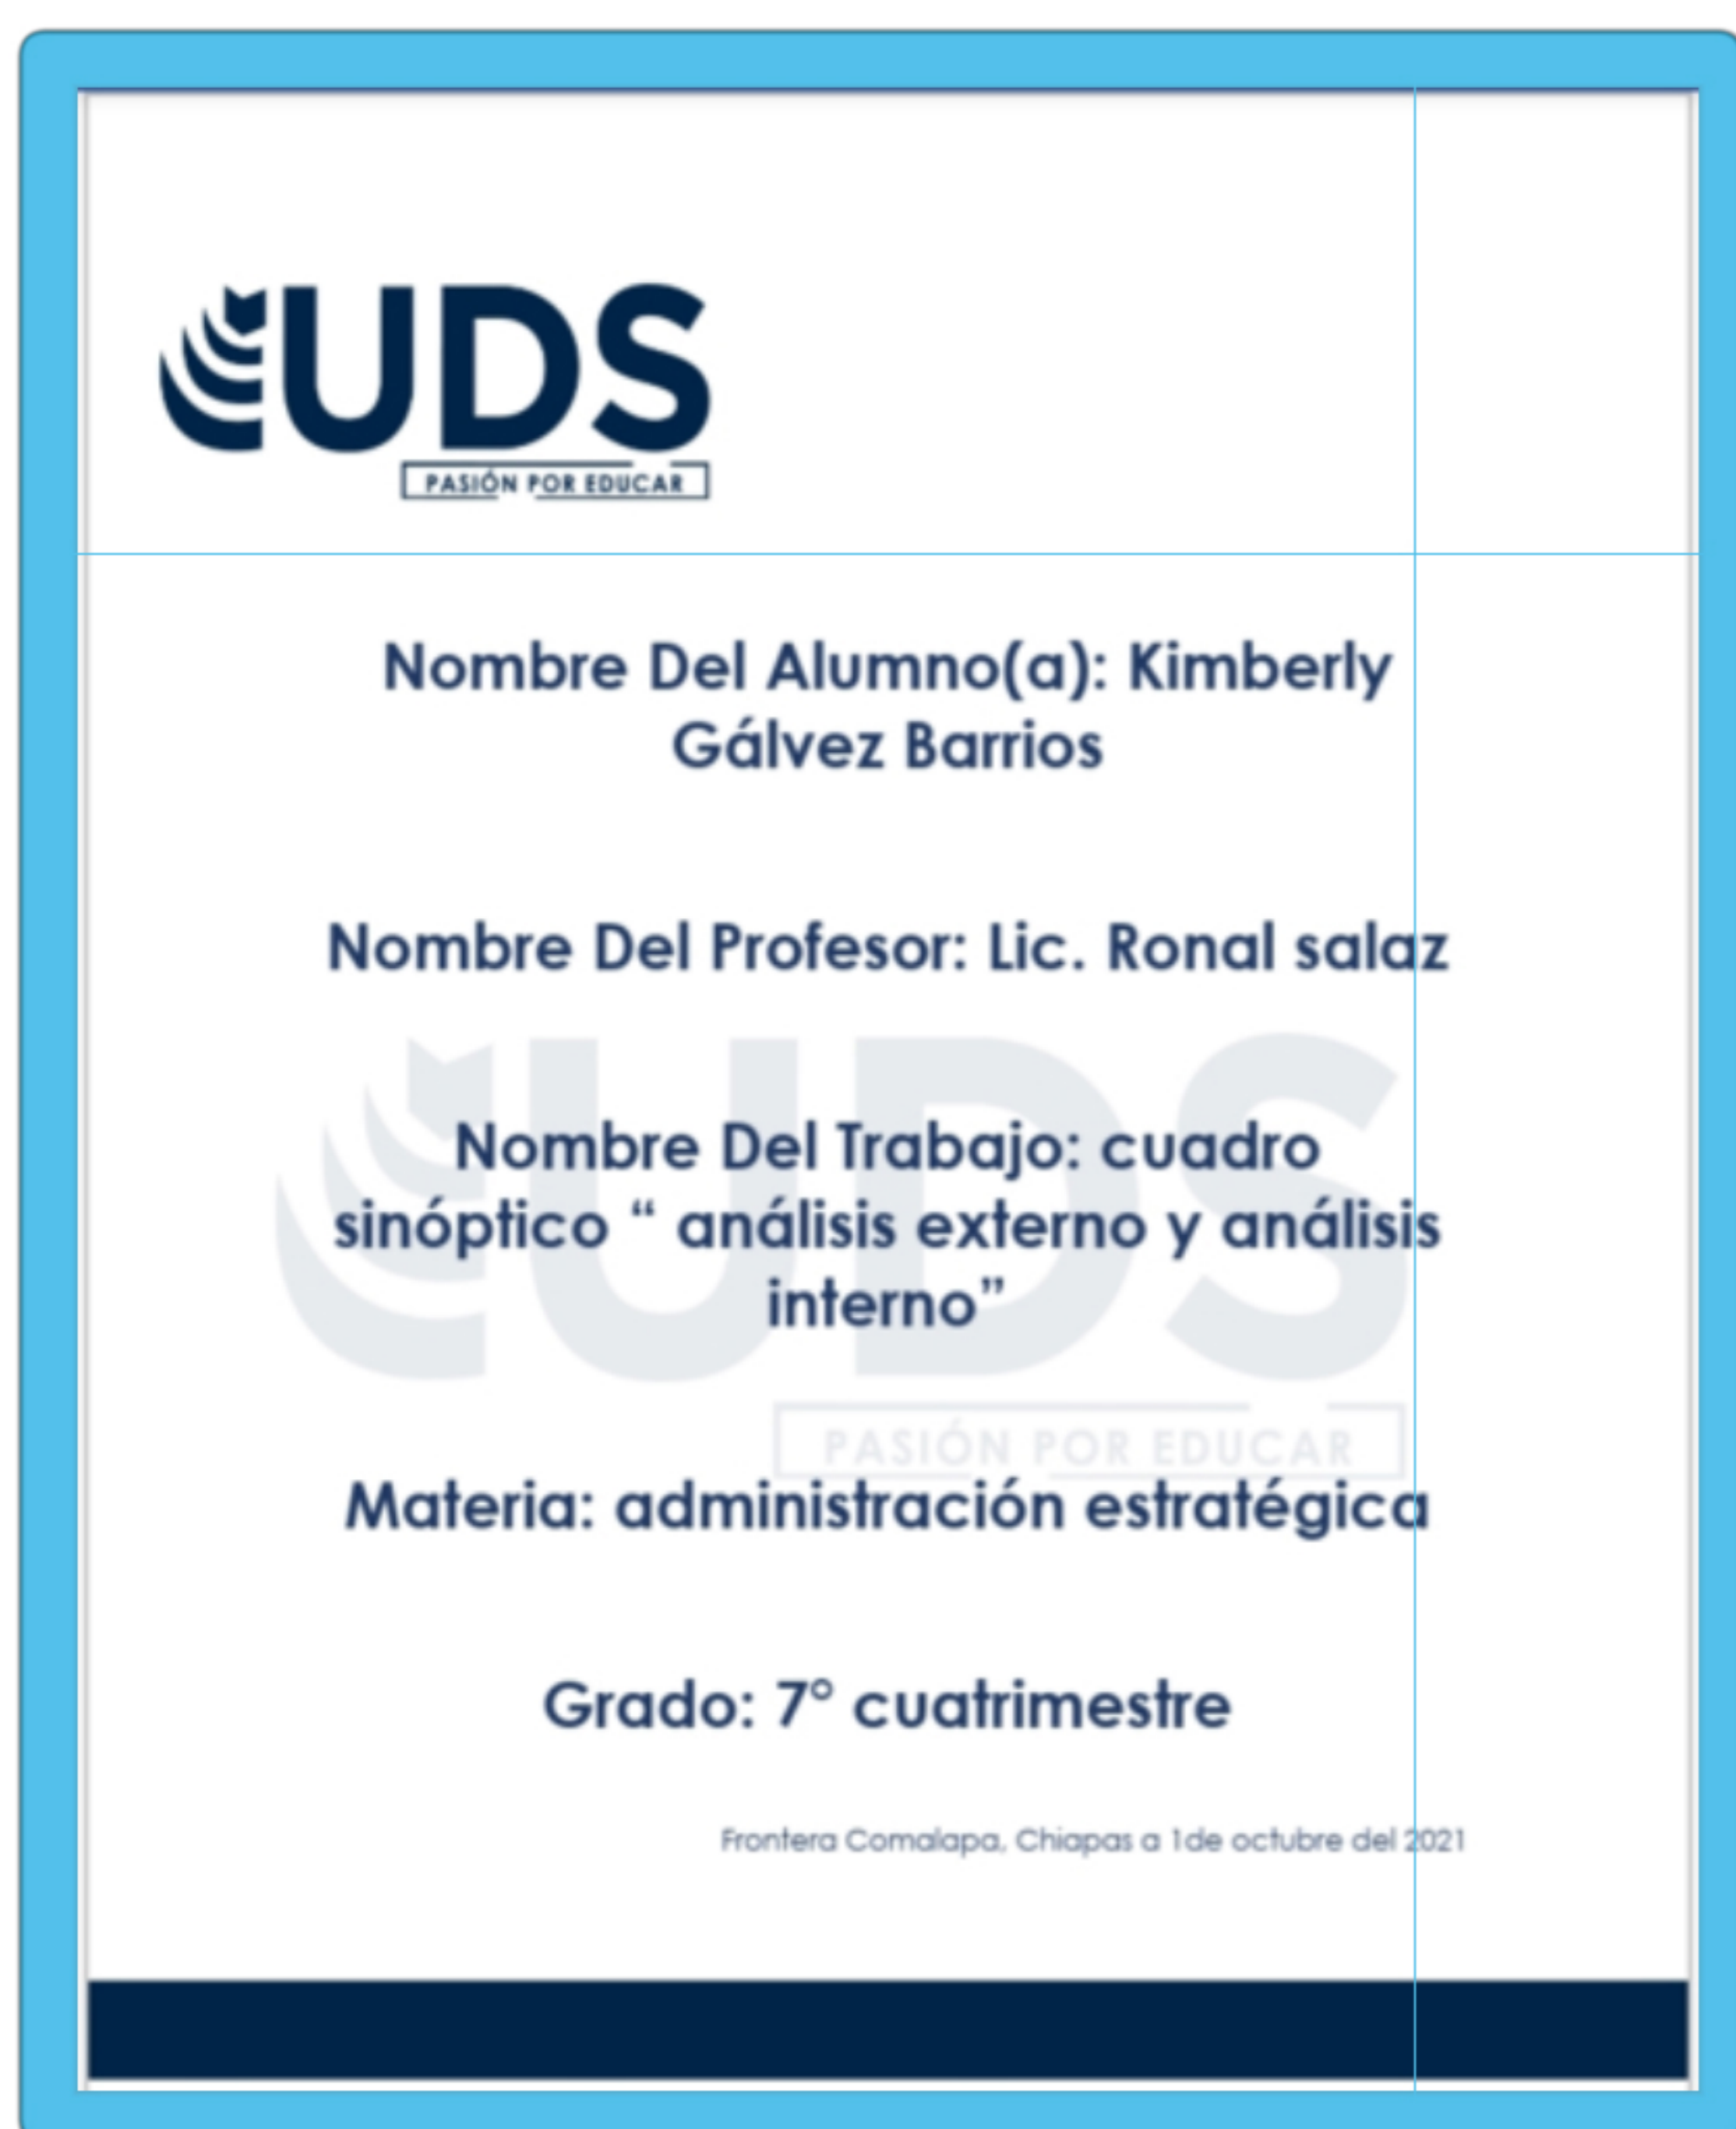 UDS
PASIÓN POR EDUCAR
Nombre Del Alumno(a): Kimberly
Gálvez Barrios
Nombre Del Profesor: Lic. Ronal salaz
UDS
Nombre Del Trabajo: cuadro
sinóptico “ análisis externo y análisis
interno”
PASIÓN POR EDUCAR
Materia: administración estratégica
Grado: 7° cuatrimestre
Frontera Comalapa, Chiapas a 1de octubre del 2021